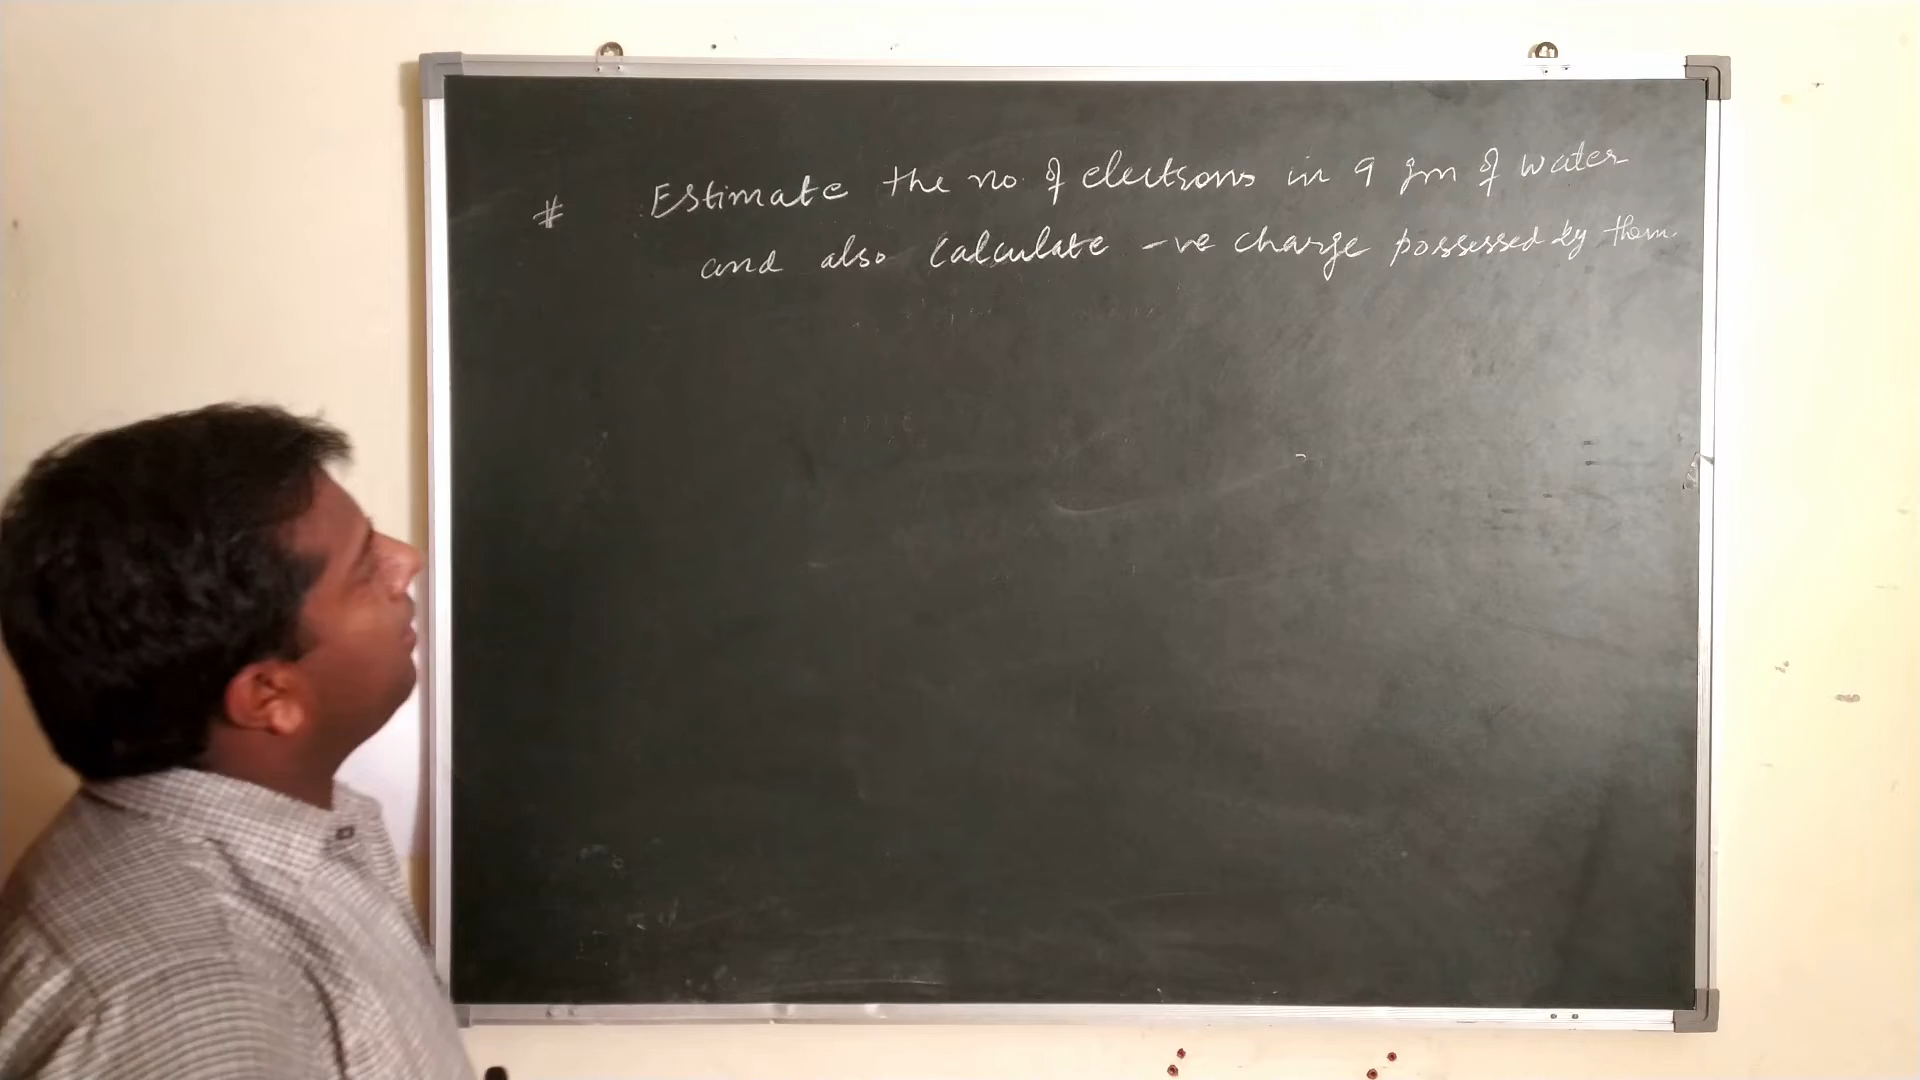 # Estimate the no. of electrons in 9 gm of water
and also calculate -ve charge possessed by them.